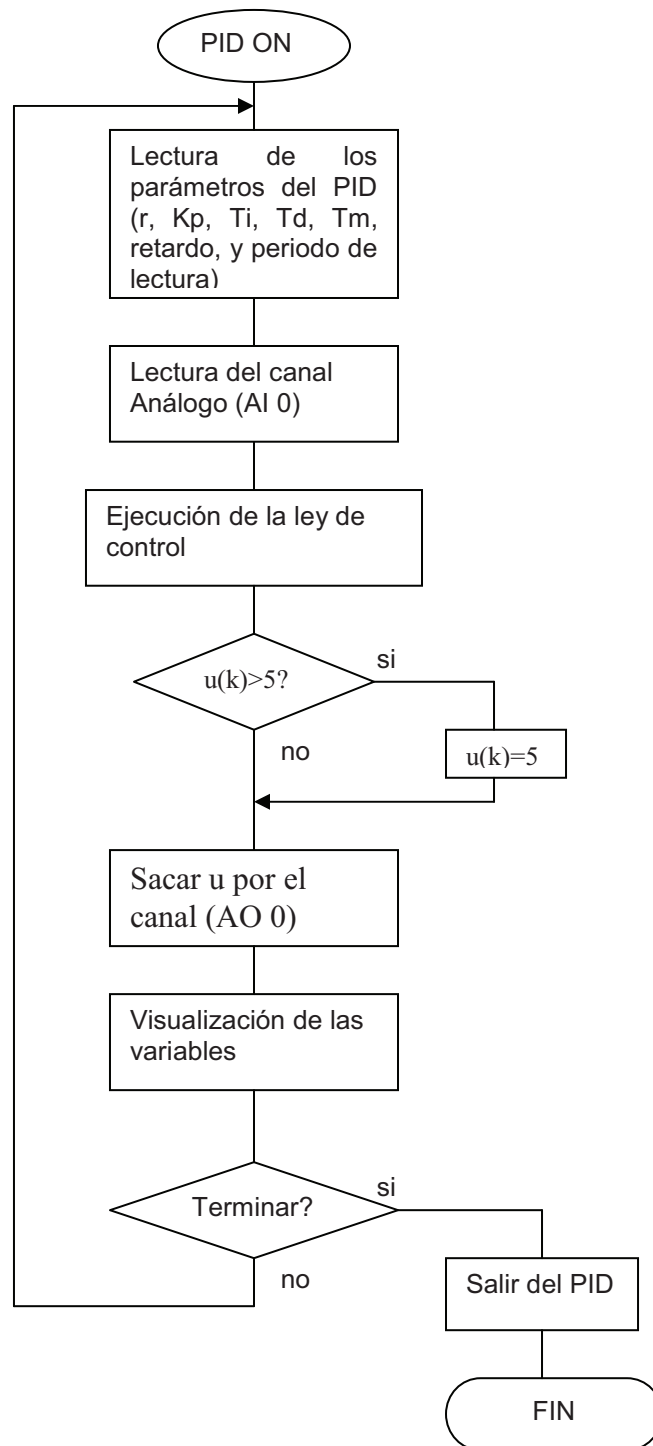 PID ON
Lectura de los
parámetros del PID
(r, Kp, Ti, Td, Tm,
retardo, y periodo de
lectura)
Lectura del canal
Análogo (AI 0)
Ejecución de la ley de
control
u(k)>5?
si
no
u(k)=5
Sacar u por el
canal (AO 0)
Visualización de las
variables
Terminar?
si
no
Salir del PID
FIN